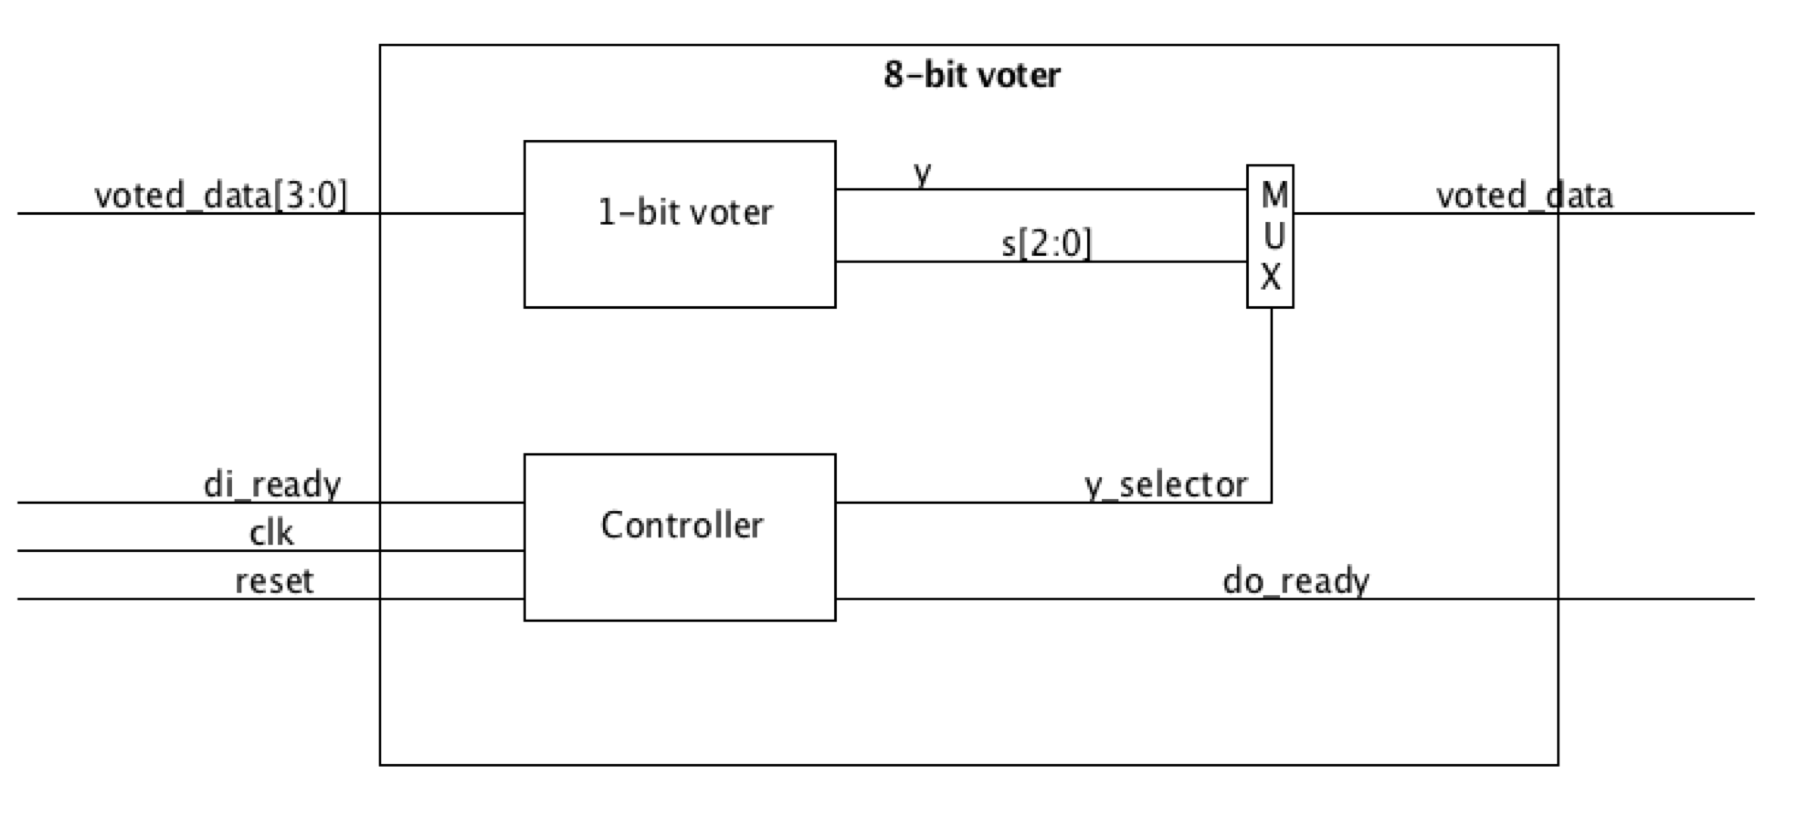 8-bit voter
voted_data[3:0]
1-bit voter
y
s[2:0]
M
U
X
voted_data
di_ready
clk
reset
Controller
y_selector
do_ready